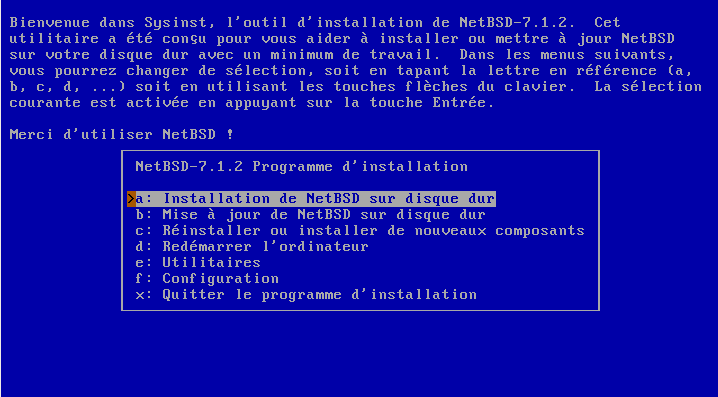 Bienvenue dans Sysinst, l'outil d'installation de NetBSD-7.1.2.  Cet
utilitaire a été conçu pour vous aider à installer ou mettre à jour NetBSD
sur votre disque dur avec un minimum de travail.  Dans les menus suivants,
vous pourrez changer de sélection, soit en tapant la lettre en référence (a,
b, c, d, ...) soit en utilisant les touches flèches du clavier.  La sélection
courante est activée en appuyant sur la touche Entrée.
Merci d'utiliser NetBSD !
NetBSD-7.1.2 Programme d'installation
>a: Installation de NetBSD sur disque dur
b: Mise à jour de NetBSD sur disque dur
c: Réinstaller ou installer de nouveaux composants
d: Redémarrer l'ordinateur
e: Utilitaires
f: Configuration
x: Quitter le programme d'installation